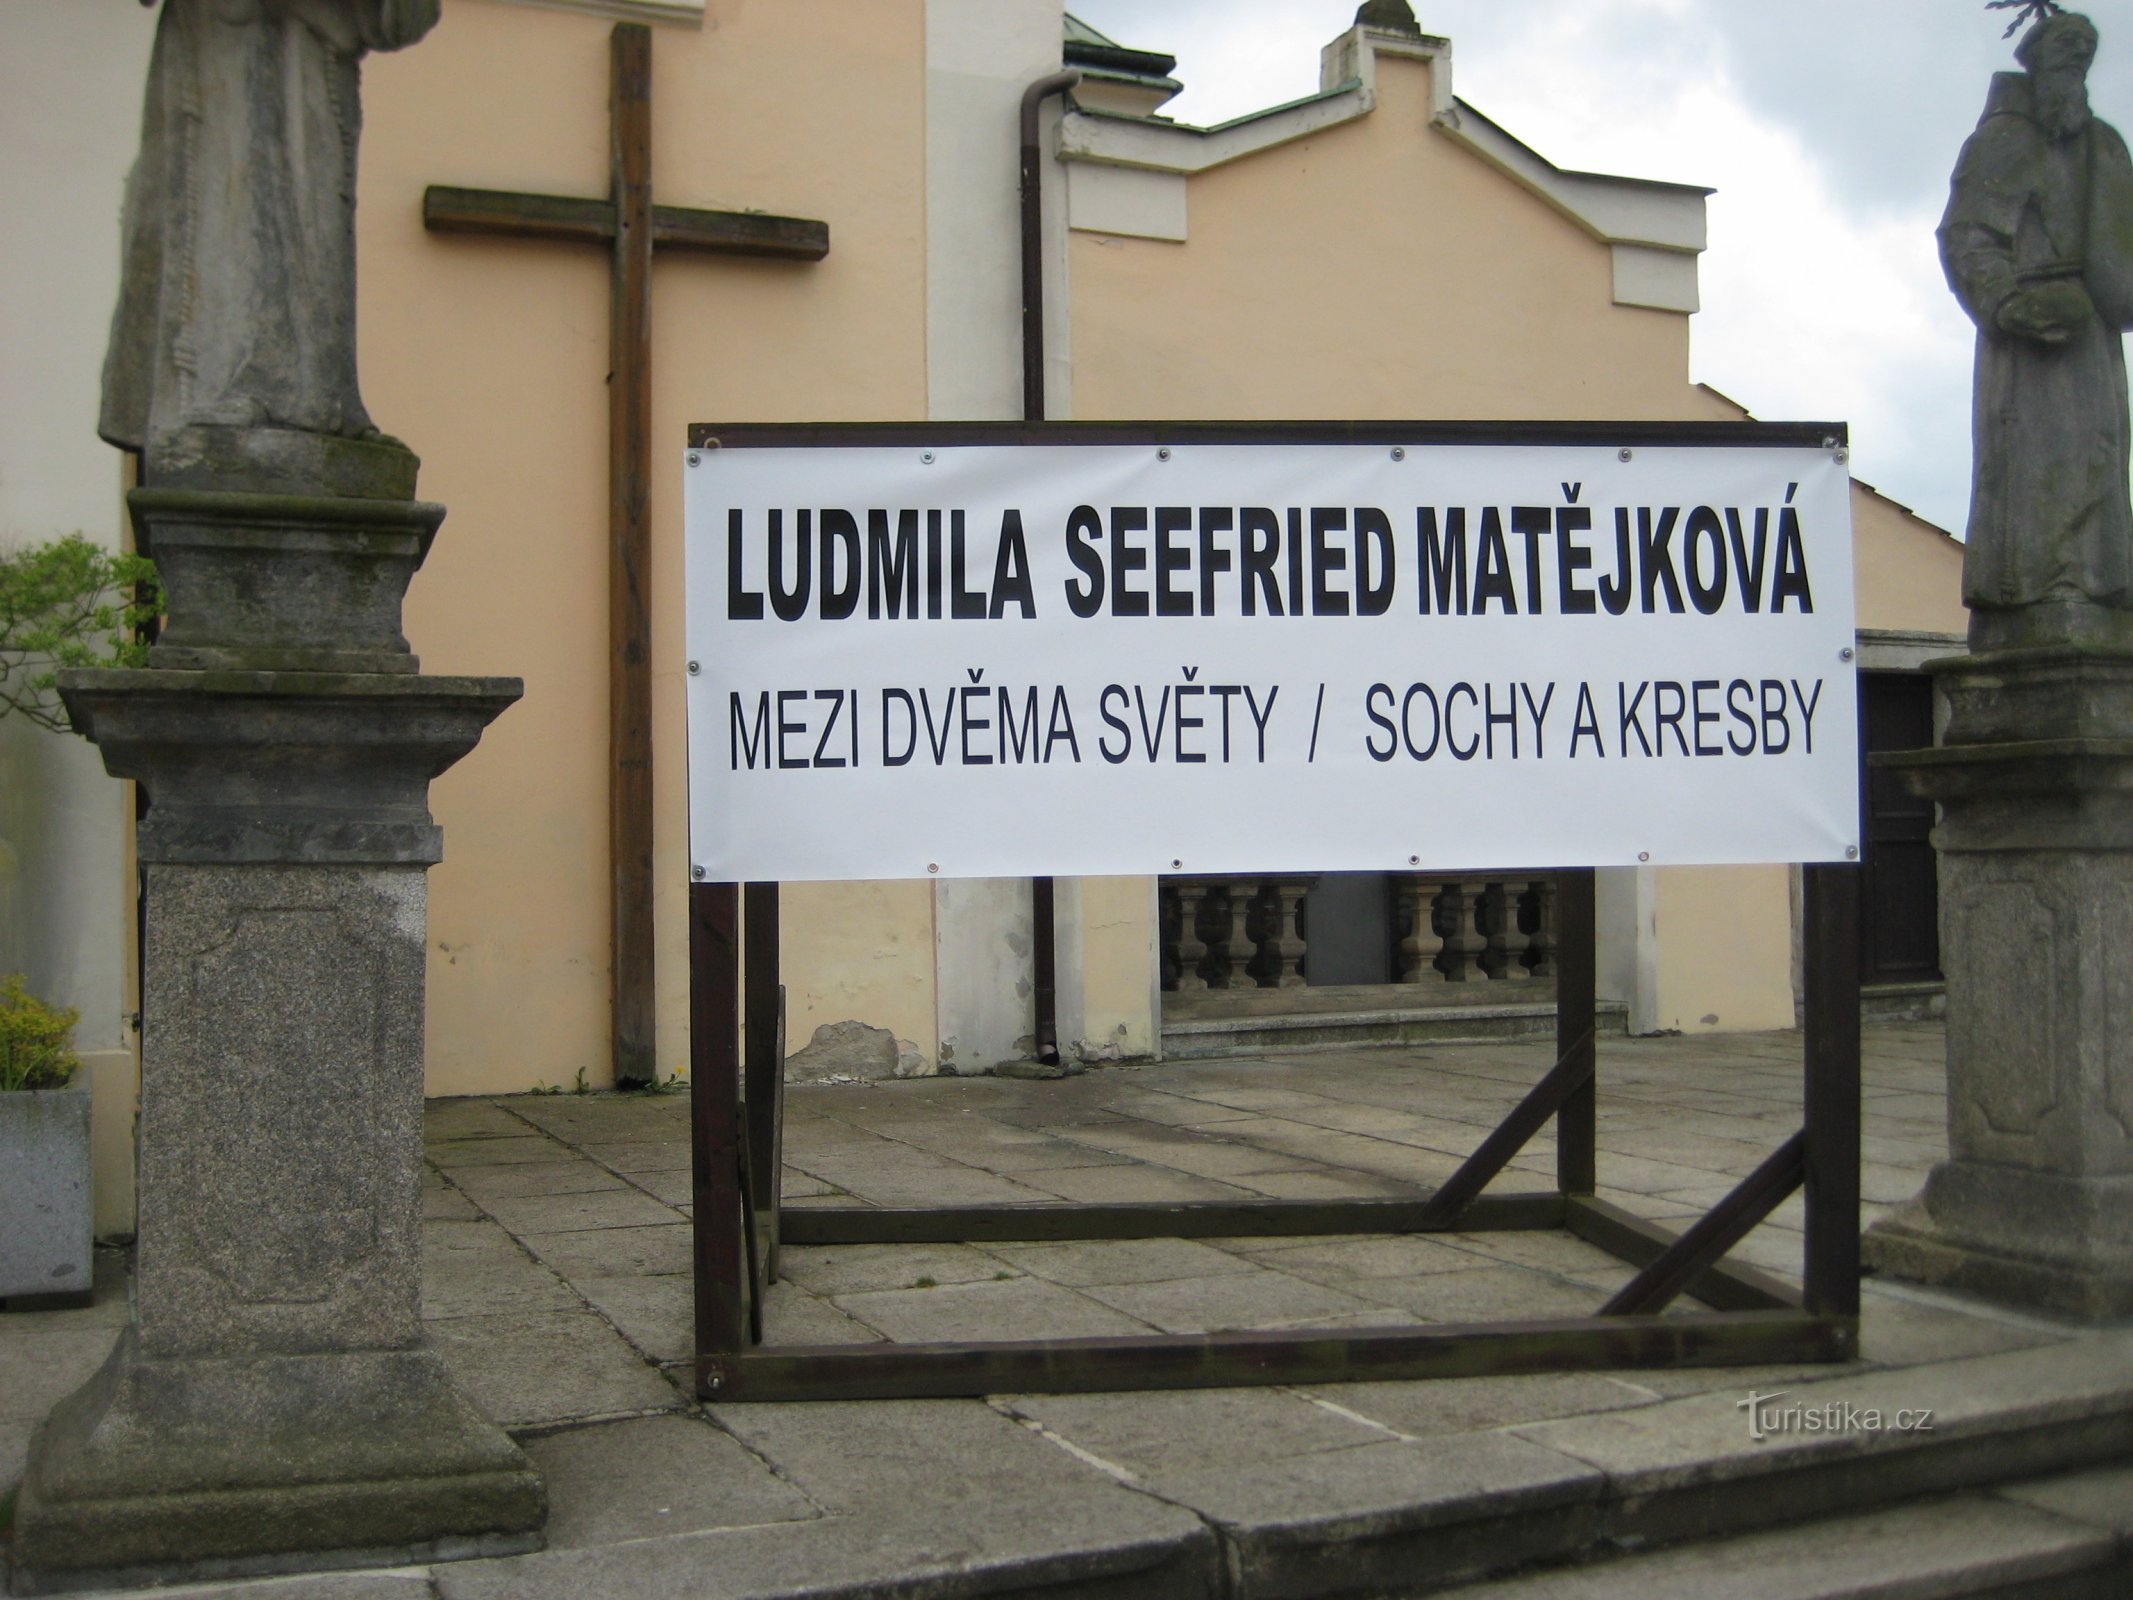 LUDMILA SEEFRIED MATĚJKOVÁ
MEZI DVĚMA SVĚTY / SOCHY A KRESBY
Turistika.cz